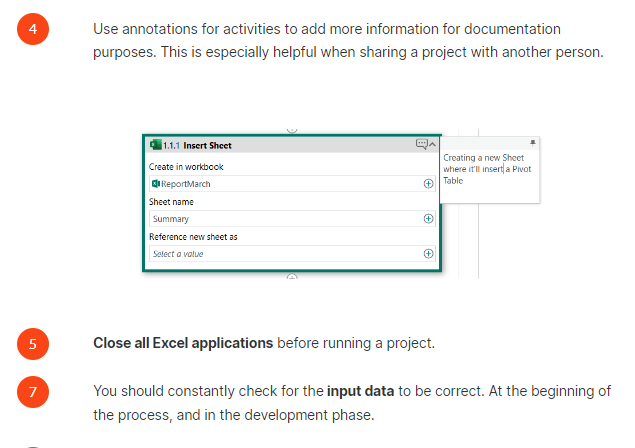 4
Use annotations for activities to add more information for documentation
purposes. This is especially helpful when sharing a project with another person.
1.1.1 Insert Sheet
Creating a new Sheet
where it'll insert a Pivot
Table
Create in workbook
ReportMarch
Sheet name
Summary
Reference new sheet as
Select a value
5
Close all Excel applications before running a project.
7
You should constantly check for the input data to be correct. At the beginning of
the process, and in the development phase.